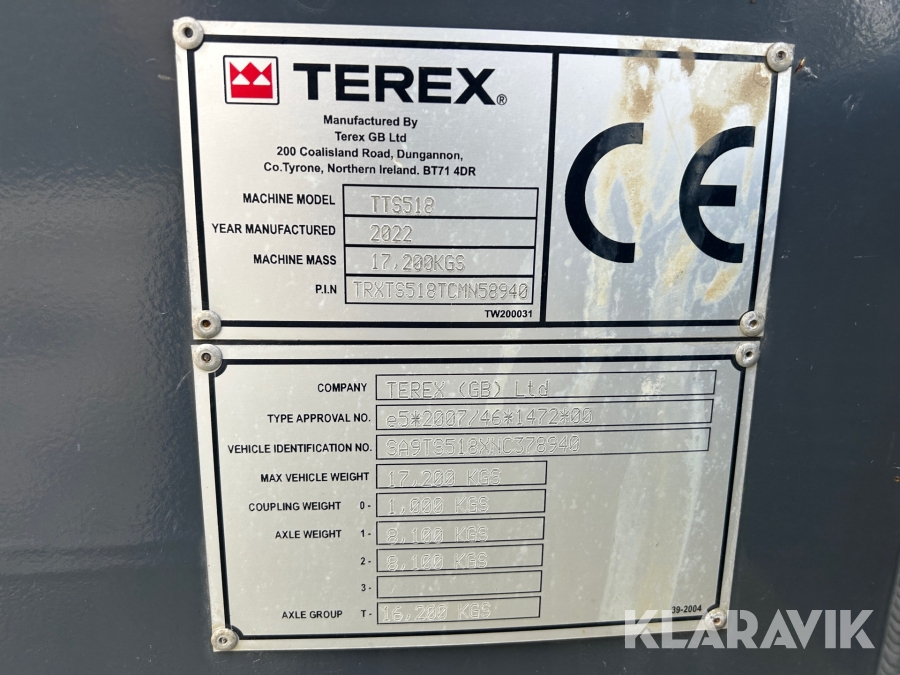 TEREX®
Manufactured By
Terex GB Ltd
200 Coalisland Road, Dungannon,
Co.Tyrone, Northern Ireland. BT71 4DR
MACHINE MODEL TTS518
YEAR MANUFACTURED 2022
MACHINE MASS 17,200KGS
P.I.N TRXTS518TCMN58940
TW200031
CE
COMPANY TEREX (GB) Ltd
TYPE APPROVAL NO. e5*2007/46*1472*00
VEHICLE IDENTIFICATION NO. SA9TS518XNC378940
MAX VEHICLE WEIGHT 17,200 KGS
COUPLING WEIGHT 0- 1,000 KGS
AXLE WEIGHT 1- 8,100 KGS
2- 8,100 KGS
3- /
AXLE GROUP T- 16,200 KGS
39-2004
KLARAVIK